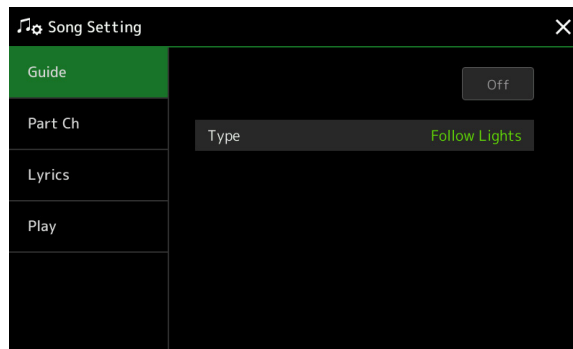 Song Setting
Guide
Off
Part Ch
Type Follow Lights
Lyrics
Play